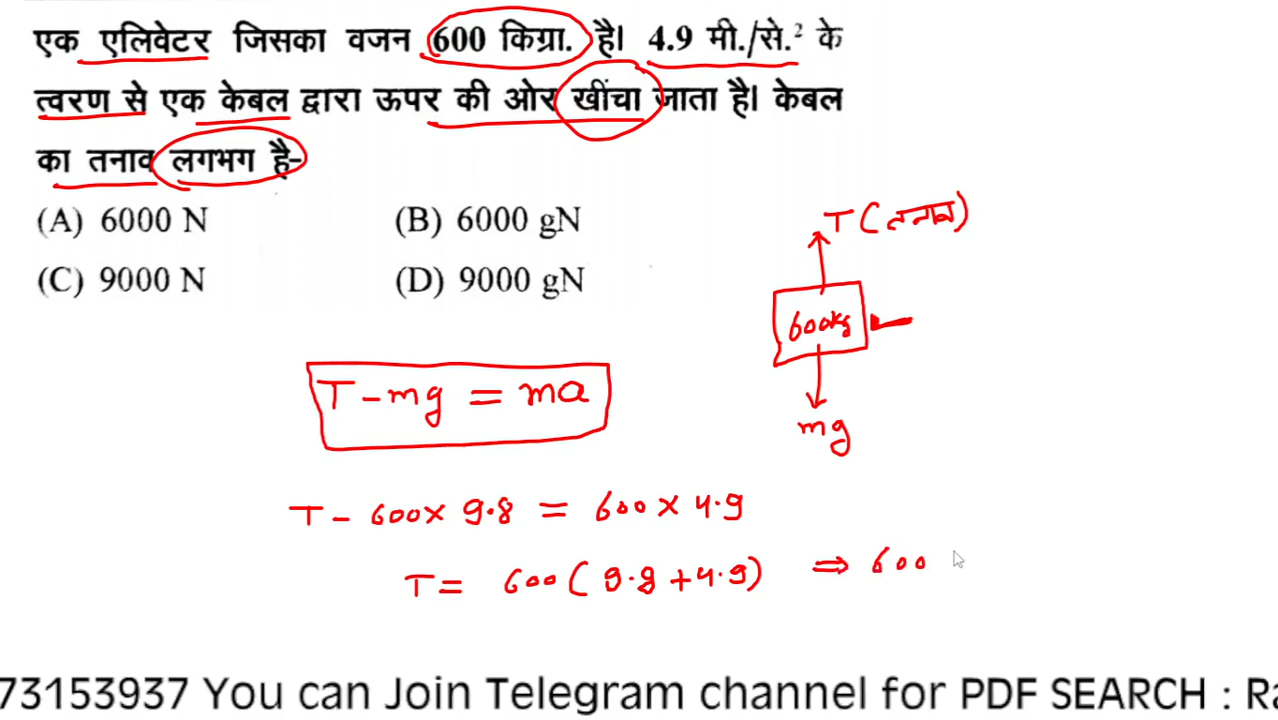 एक एलिवेटर जिसका वजन 600 किग्रा. है। 4.9 मी./से.² के
त्वरण से एक केबल द्वारा ऊपर की ओर खींचा जाता है। केबल
का तनाव लगभग है-
(A) 6000 N (B) 6000 gN
(C) 9000 N (D) 9000 gN
T (तनाव)
600kg
mg
T - mg = ma
T - 600 × 9.8 = 600 × 4.9
T = 600 ( 9.8 + 4.9 ) ⇒ 600
73153937 You can Join Telegram channel for PDF SEARCH : Ra